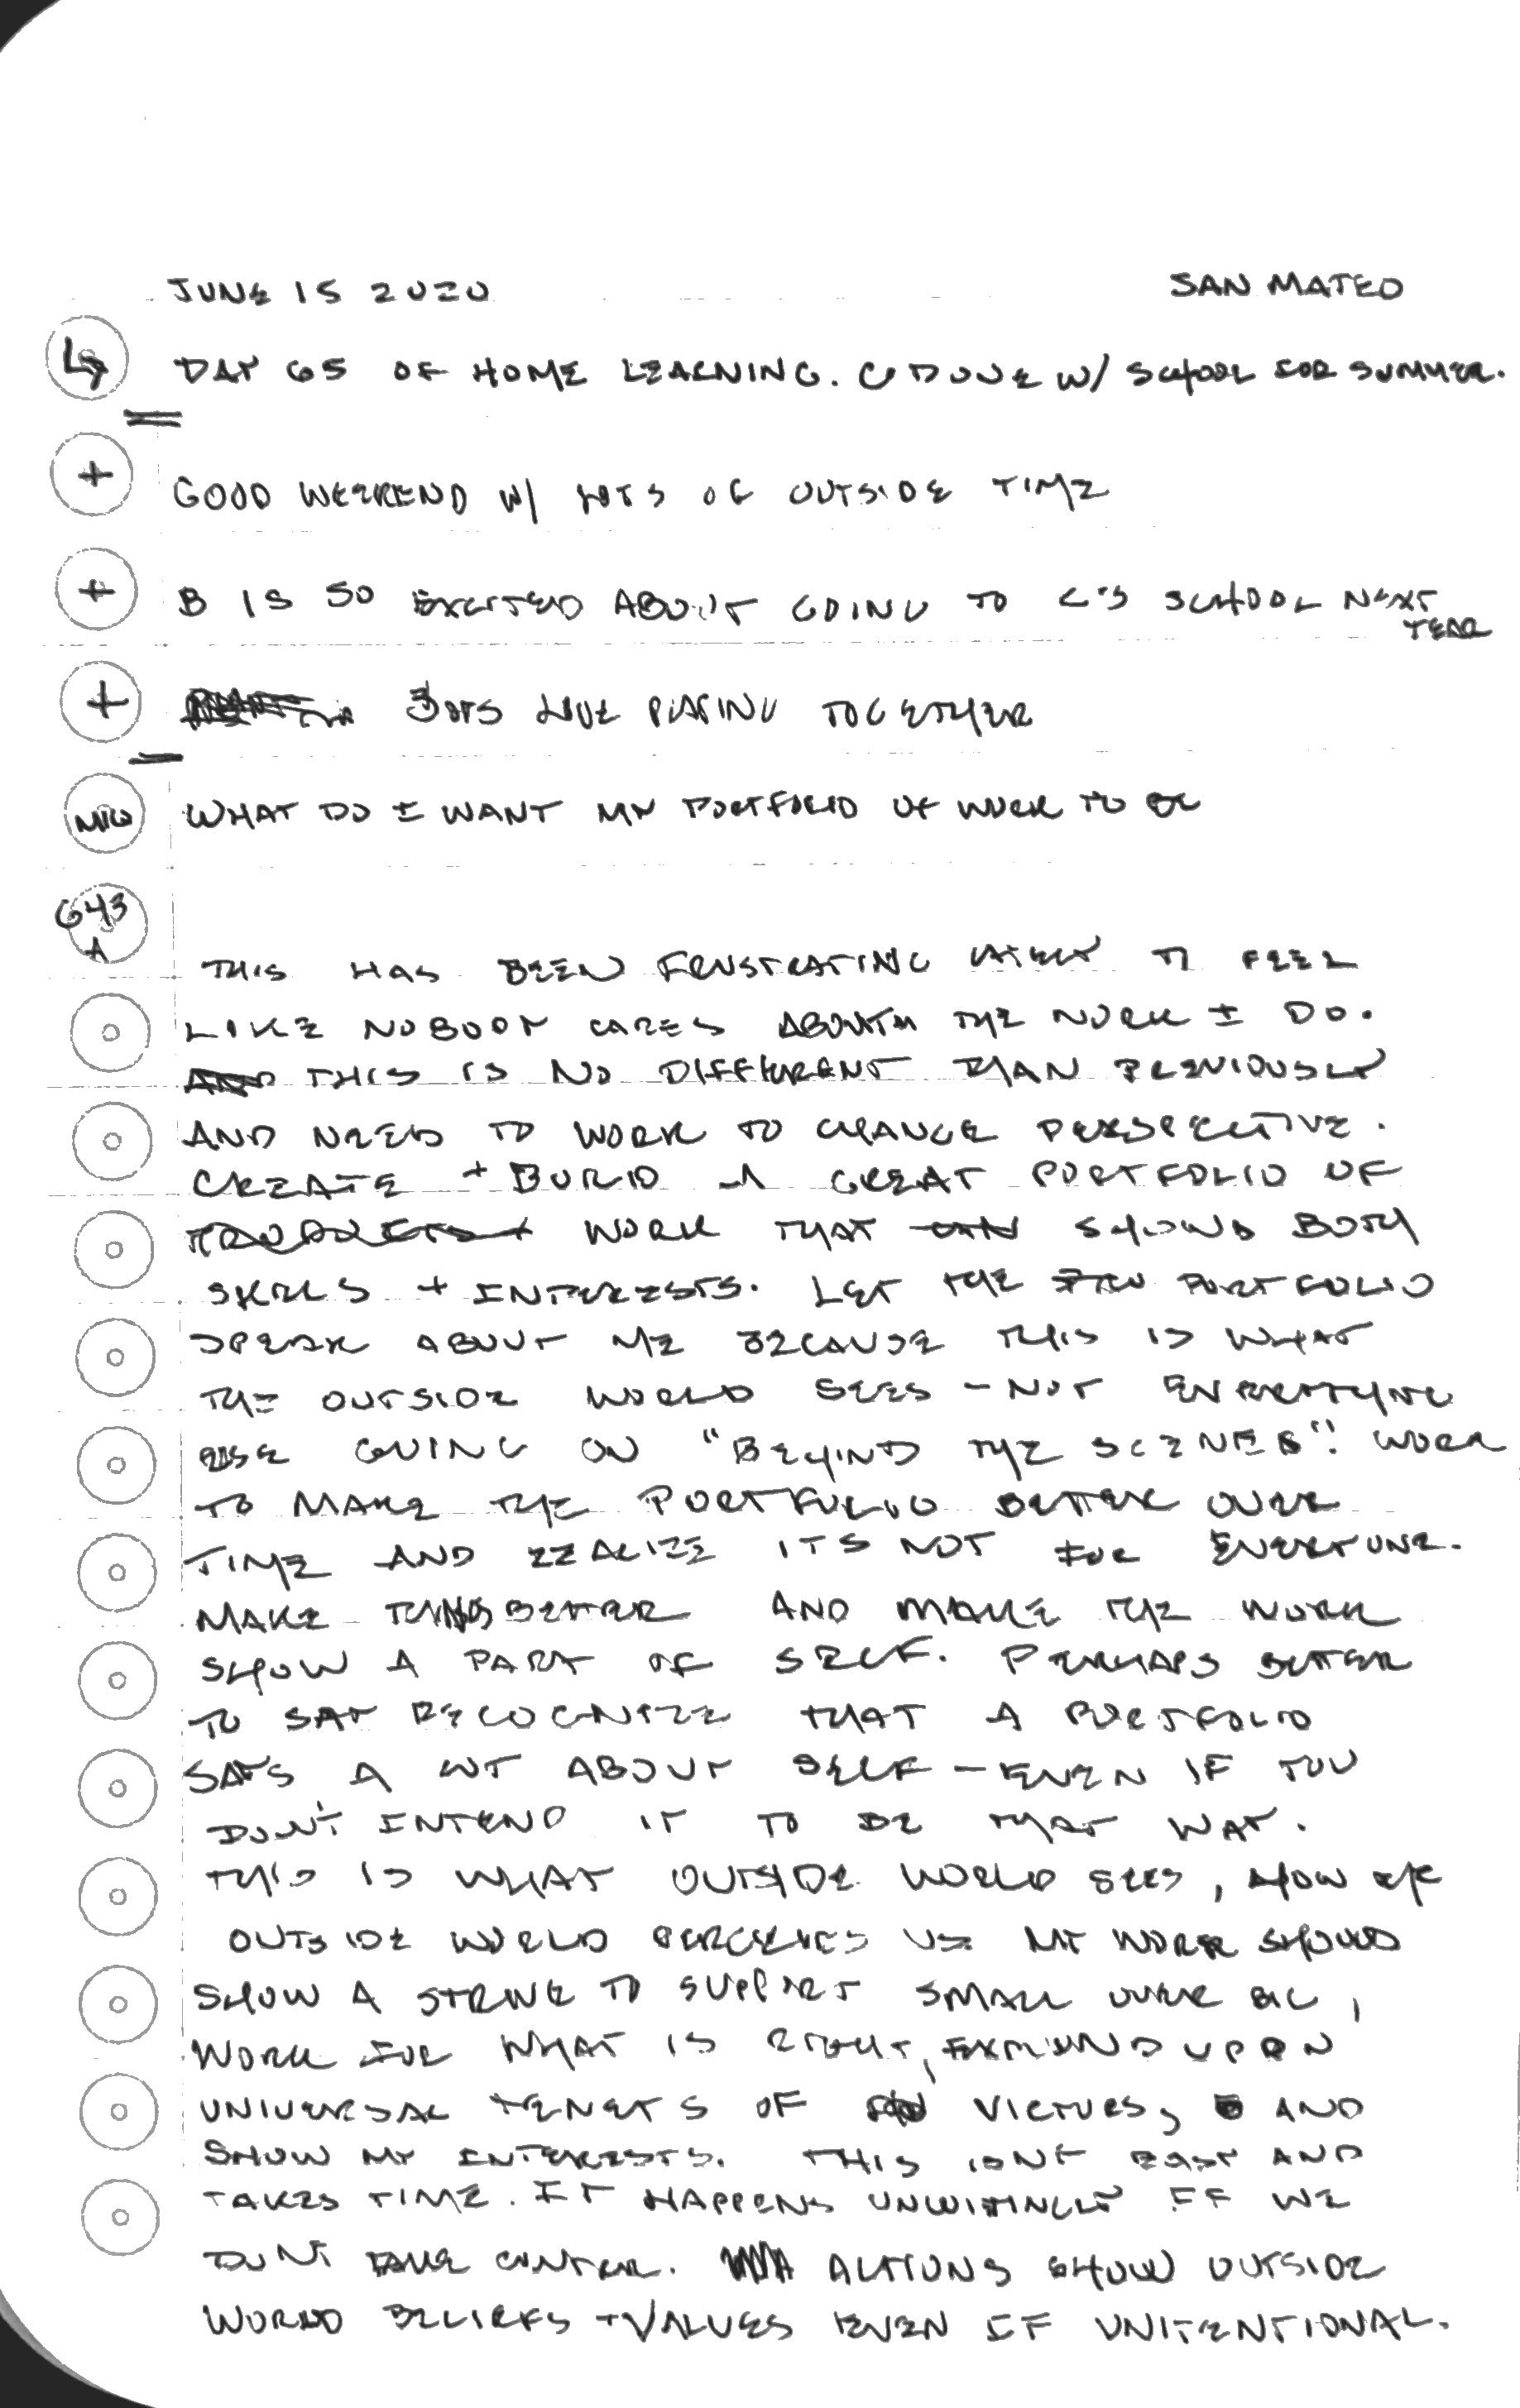 JUNE 15 2020 SAN MATEO
DAY 65 OF HOME LEARNING. C DONE W/ SCHOOL FOR SUMMER.
+ GOOD WEEKEND W/ LOTS OF OUTSIDE TIME
+ B IS SO EXCITED ABOUT GOING TO C'S SCHOOL NEXT
YEAR
+ BOYS LOVE PLAYING TOGETHER
WHAT DO I WANT MY PORTFOLIO OF WORK TO BE
643
A
THIS HAS BEEN FRUSTRATING LATELY TO FEEL
LIKE NOBODY CARES ABOUT THE WORK I DO.
THIS IS NO DIFFERENT THAN PREVIOUSLY
AND NEED TO WORK TO CHANGE PERSPECTIVE.
CREATE + BUILD A GREAT PORTFOLIO OF
WORK THAT SHOWS BOTH
SKILLS + INTERESTS. LET THE PORTFOLIO
SPEAK ABOUT ME BECAUSE THIS IS WHAT
THE OUTSIDE WORLD SEES - NOT EVERYTHING
ELSE GOING ON "BEHIND THE SCENES". WORK
TO MAKE THE PORTFOLIO BETTER OVER
TIME AND REALIZE ITS NOT FOR EVERYONE.
MAKE THINGS BETTER AND MAKE THE WORK
SHOW A PART OF SELF. PERHAPS BETTER
TO SAY RECOGNIZE THAT A PORTFOLIO
SAYS A LOT ABOUT SELF - EVEN IF YOU
DON'T INTEND IT TO BE THAT WAY.
THIS IS WHAT OUTSIDE WORLD SEES, HOW THE
OUTSIDE WORLD PERCEIVES US MY WORK SHOULD
SHOW A STRIVE TO SUPPORT SMALL OVER BIG,
WORK FOR WHAT IS RIGHT, EXPOUND UPON
UNIVERSAL TENETS OF VIRTUES, AND
SHOW MY INTERESTS. THIS ISNT EASY AND
TAKES TIME. IT HAPPENS UNWITINGLY IF WE
DON'T TAKE CONTROL. ACTIONS SHOW OUTSIDE
WORLD BELIEFS + VALUES EVEN IF UNITENTIONAL.